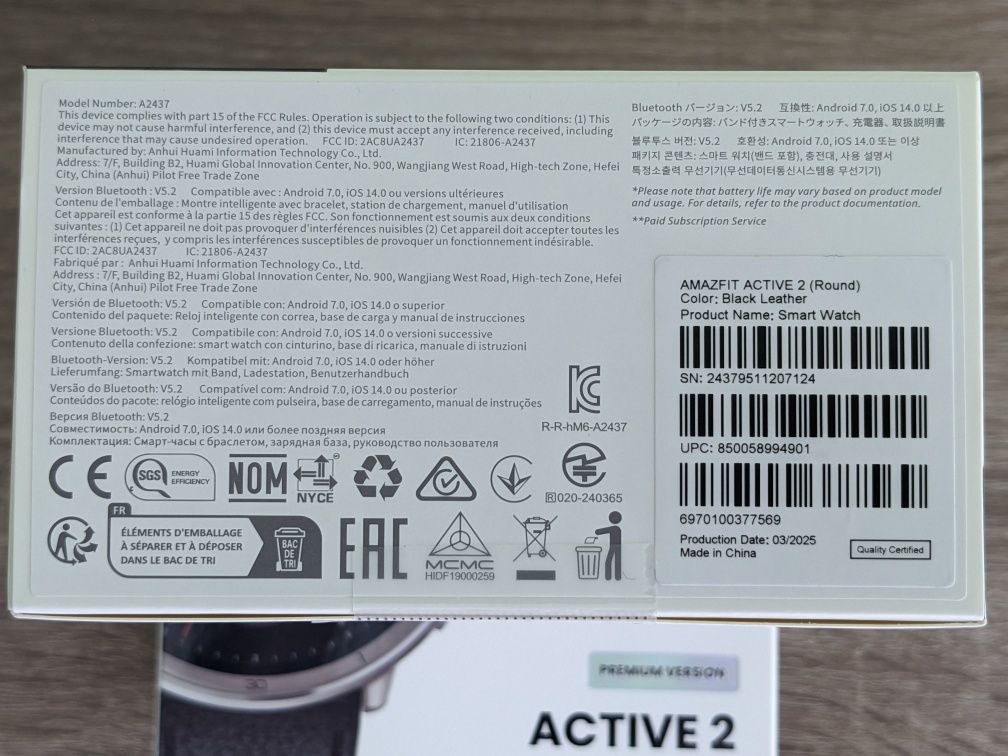 Model Number: A2437
This device complies with part 15 of the FCC Rules. Operation is subject to the following two conditions: (1) This
device may not cause harmful interference, and (2) this device must accept any interference received, including
interference that may cause undesired operation. FCC ID: 2AC8UA2437 IC: 21806-A2437
Manufactured by: Anhui Huami Information Technology Co., Ltd.
Address: 7/F, Building B2, Huami Global Innovation Center, No. 900, Wangjiang West Road, High-tech Zone, Hefei
City, China (Anhui) Pilot Free Trade Zone
Version Bluetooth : V5.2 Compatible avec : Android 7.0, iOS 14.0 ou versions ultérieures
Contenu de l'emballage : Montre intelligente avec bracelet, station de chargement, manuel d'utilisation
Cet appareil est conforme à la partie 15 des règles FCC. Son fonctionnement est soumis aux deux conditions
suivantes : (1) Cet appareil ne doit pas provoquer d'interférences nuisibles (2) Cet appareil doit accepter toutes les
interférences reçues, y compris les interférences susceptibles de provoquer un fonctionnement indésirable.
FCC ID: 2AC8UA2437 IC: 21806-A2437
Fabriqué par : Anhui Huami Information Technology Co., Ltd.
Address : 7/F, Building B2, Huami Global Innovation Center, No. 900, Wangjiang West Road, High-tech Zone, Hefei
City, China (Anhui) Pilot Free Trade Zone
Versión de Bluetooth: V5.2 Compatible con: Android 7.0, iOS 14.0 o superior
Contenido del paquete: Reloj inteligente con correa, base de carga y manual de instrucciones
Versione Bluetooth: V5.2 Compatibile con: Android 7.0, iOS 14.0 o versioni successive
Contenuto della confezione: smart watch con cinturino, base di ricarica, manuale di istruzioni
Bluetooth-Version: V5.2 Kompatibel mit: Android 7.0, iOS 14.0 oder höher
Lieferumfang: Smartwatch mit Band, Ladestation, Benutzerhandbuch
Versão do Bluetooth: V5.2 Compatível com: Android 7.0, iOS 14.0 ou posterior
Conteúdos do pacote: relógio inteligente com pulseira, base de carregamento, manual de instruções
Версия Bluetooth: V5.2
Совместимость: Android 7.0, iOS 14.0 или более поздняя версия
Комплектация: Смарт-часы с браслетом, зарядная база, руководство пользователя
Bluetooth バージョン: V5.2 互換性: Android 7.0, iOS 14.0 以上
パッケージの内容: バンド付きスマートウォッチ、充電器、取扱説明書
블루투스 버전: V5.2 호환성: Android 7.0, iOS 14.0 또는 이상
패키지 콘텐츠: 스마트 워치(밴드 포함), 충전대, 사용 설명서
특정소출력 무선기기(무선데이터통신시스템용 무선기기)
*Please note that battery life may vary based on product model
and usage. For details, refer to the product documentation.
**Paid Subscription Service
R-R-hM6-A2437
CE
SGS ENERGY
EFFICIENCY
NOM
NYCE
R 020-240365
FR
ÉLÉMENTS D'EMBALLAGE
À SÉPARER ET À DÉPOSER
DANS LE BAC DE TRI
BAC
DE
TRI
EAC
MCMC
HIDF19000259
AMAZFIT ACTIVE 2 (Round)
Color: Black Leather
Product Name: Smart Watch
SN: 24379511207124
UPC: 850058994901
6970100377569
Production Date: 03/2025
Made in China
Quality Certified
30
PREMIUM VERSION
ACTIVE 2